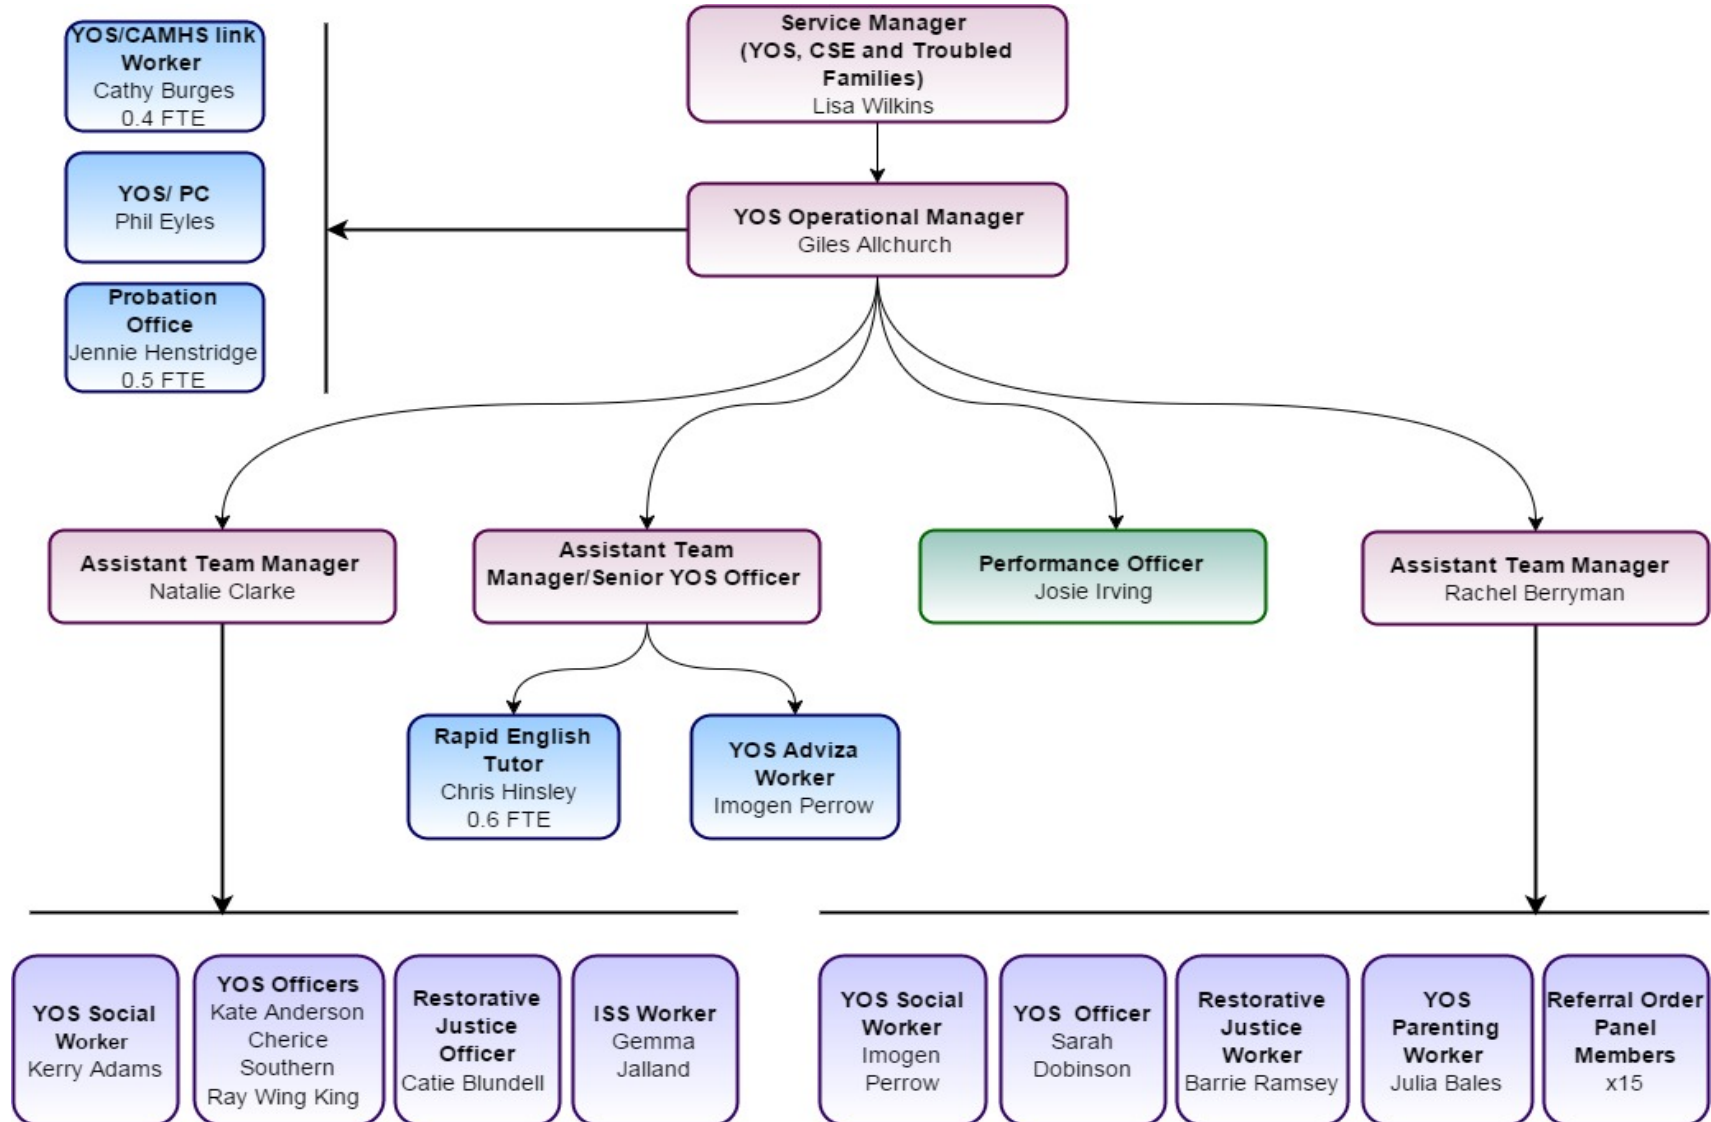 YOS/CAMHS link
Worker
Cathy Burges
0.4 FTE
YOS/ PC
Phil Eyles
Probation
Office
Jennie Henstridge
0.5 FTE
Service Manager
(YOS, CSE and Troubled
Families)
Lisa Wilkins
YOS Operational Manager
Giles Allchurch
Assistant Team Manager
Natalie Clarke
Assistant Team
Manager/Senior YOS Officer
Performance Officer
Josie Irving
Assistant Team Manager
Rachel Berryman
Rapid English
Tutor
Chris Hinsley
0.6 FTE
YOS Adviza
Worker
Imogen Perrow
YOS Social
Worker
Kerry Adams
YOS Officers
Kate Anderson
Cherice
Southern
Ray Wing King
Restorative
Justice
Officer
Catie Blundell
ISS Worker
Gemma
Jalland
YOS Social
Worker
Imogen
Perrow
YOS Officer
Sarah
Dobinson
Restorative
Justice
Worker
Barrie Ramsey
YOS
Parenting
Worker
Julia Bales
Referral Order
Panel
Members
x15